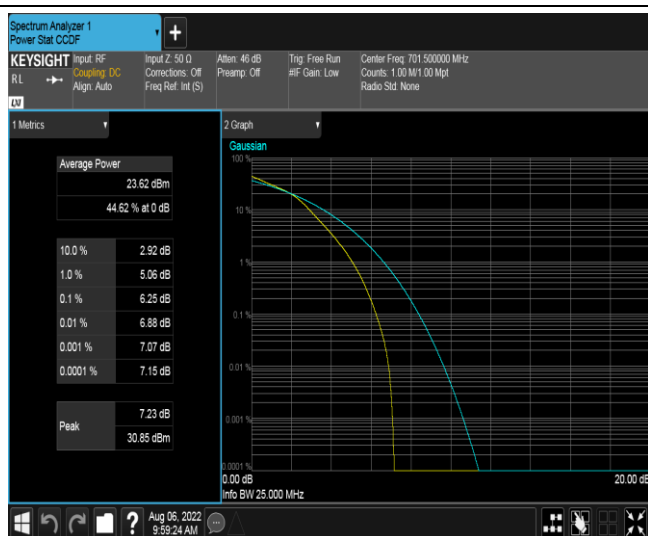 Spectrum Analyzer 1
Power Stat CCDF
+
KEYSIGHT
RL
LXI
Input: RF
Coupling: DC
Align: Auto
Input Z: 50 Ω
Corrections: Off
Freq Ref: Int (S)
Atten: 46 dB
Preamp: Off
Trig: Free Run
#IF Gain: Low
Center Freq: 701.500000 MHz
Counts: 1.00 M/1.00 Mpt
Radio Std: None
1 Metrics
Average Power
23.62 dBm
44.62 % at 0 dB
10.0 % 2.92 dB
1.0 % 5.06 dB
0.1 % 6.25 dB
0.01 % 6.88 dB
0.001 % 7.07 dB
0.0001 % 7.15 dB
Peak
7.23 dB
30.85 dBm
2 Graph
Gaussian
100 %
10 %
1 %
0.1 %
0.01 %
0.001 %
0.0001 %
0.00 dB 20.00 dB
Info BW 25.000 MHz
?
Aug 06, 2022
9:59:24 AM